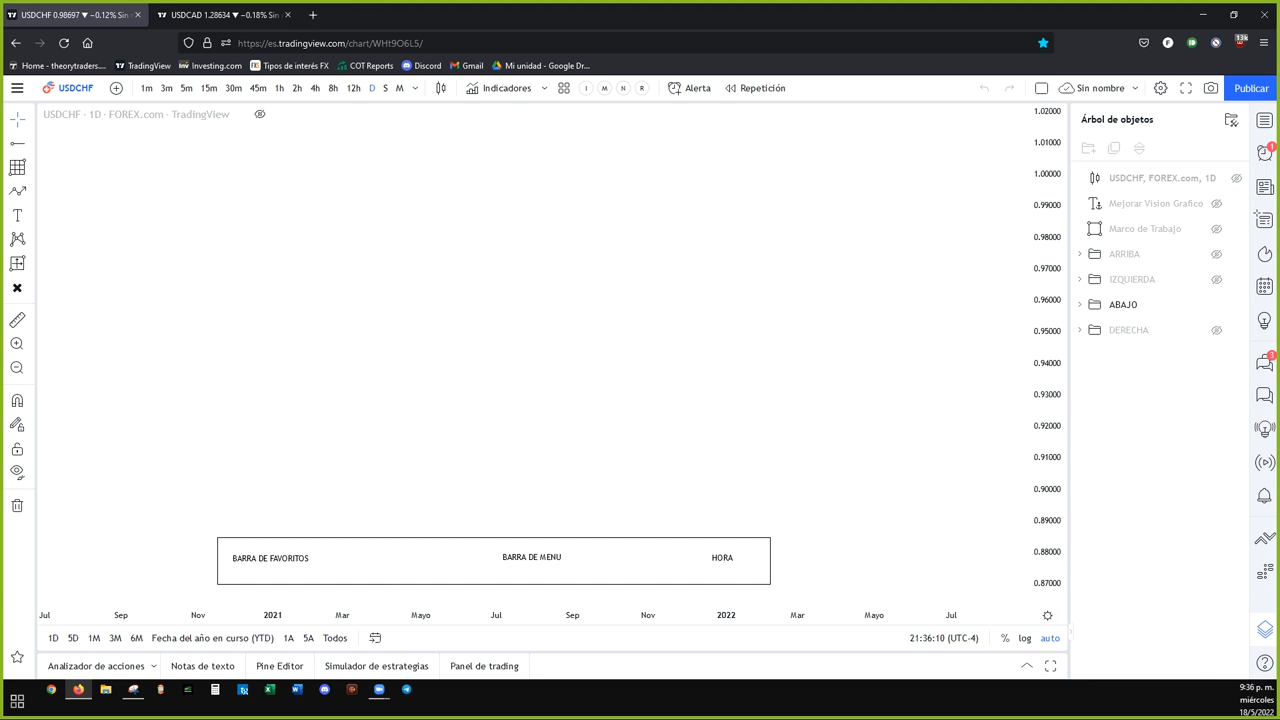 USDCHF 0.98697 ▼ −0.12% Sin
USDCAD 1.28634 ▼ −0.18% Sin
https://es.tradingview.com/chart/WHt9O6L5/
13k
Home - theorytraders....
TradingView
Investing.com
Tipos de interés FX
COT Reports
Discord
Gmail
Mi unidad - Google Dr...
USDCHF
1m 3m 5m 15m 30m 45m 1h 2h 4h 8h 12h D S M
Indicadores
I M N R
Alerta
Repetición
Sin nombre
Publicar
USDCHF · 1D · FOREX.com · TradingView
1.02000
1.01000
1.00000
0.99000
0.98000
0.97000
0.96000
0.95000
0.94000
0.93000
0.92000
0.91000
0.90000
0.89000
0.88000
0.87000
Árbol de objetos
USDCHF, FOREX.com, 1D
Mejorar Vision Grafico
Marco de Trabajo
ARRIBA
IZQUIERDA
ABAJO
DERECHA
1
3
BARRA DE FAVORITOS
BARRA DE MENU
HORA
Jul Sep Nov 2021 Mar Mayo Jul Sep Nov 2022 Mar Mayo Jul
1D 5D 1M 3M 6M Fecha del año en curso (YTD) 1A 5A Todos
21:36:10 (UTC-4)
% log auto
Analizador de acciones
Notas de texto
Pine Editor
Simulador de estrategias
Panel de trading
9:36 p. m.
miércoles
18/5/2022